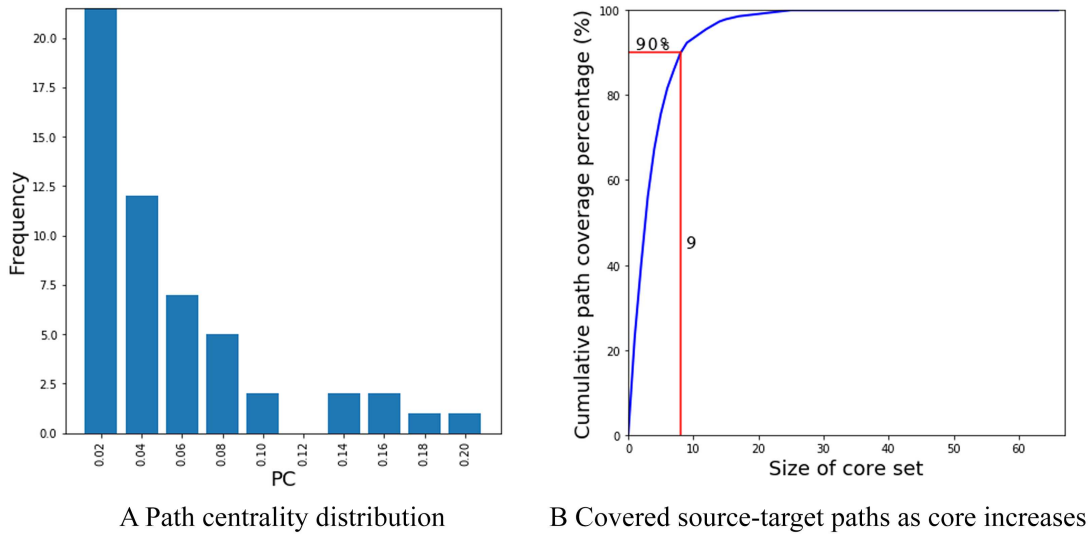 20.0
17.5
15.0
12.5
10.0
7.5
5.0
2.5
0.0
Frequency
0.02 0.04 0.06 0.08 0.10 0.12 0.14 0.16 0.18 0.20
PC
A Path centrality distribution
100
80
60
40
20
0
Cumulative path coverage percentage (%)
90%
9
0 10 20 30 40 50 60
Size of core set
B Covered source-target paths as core increases